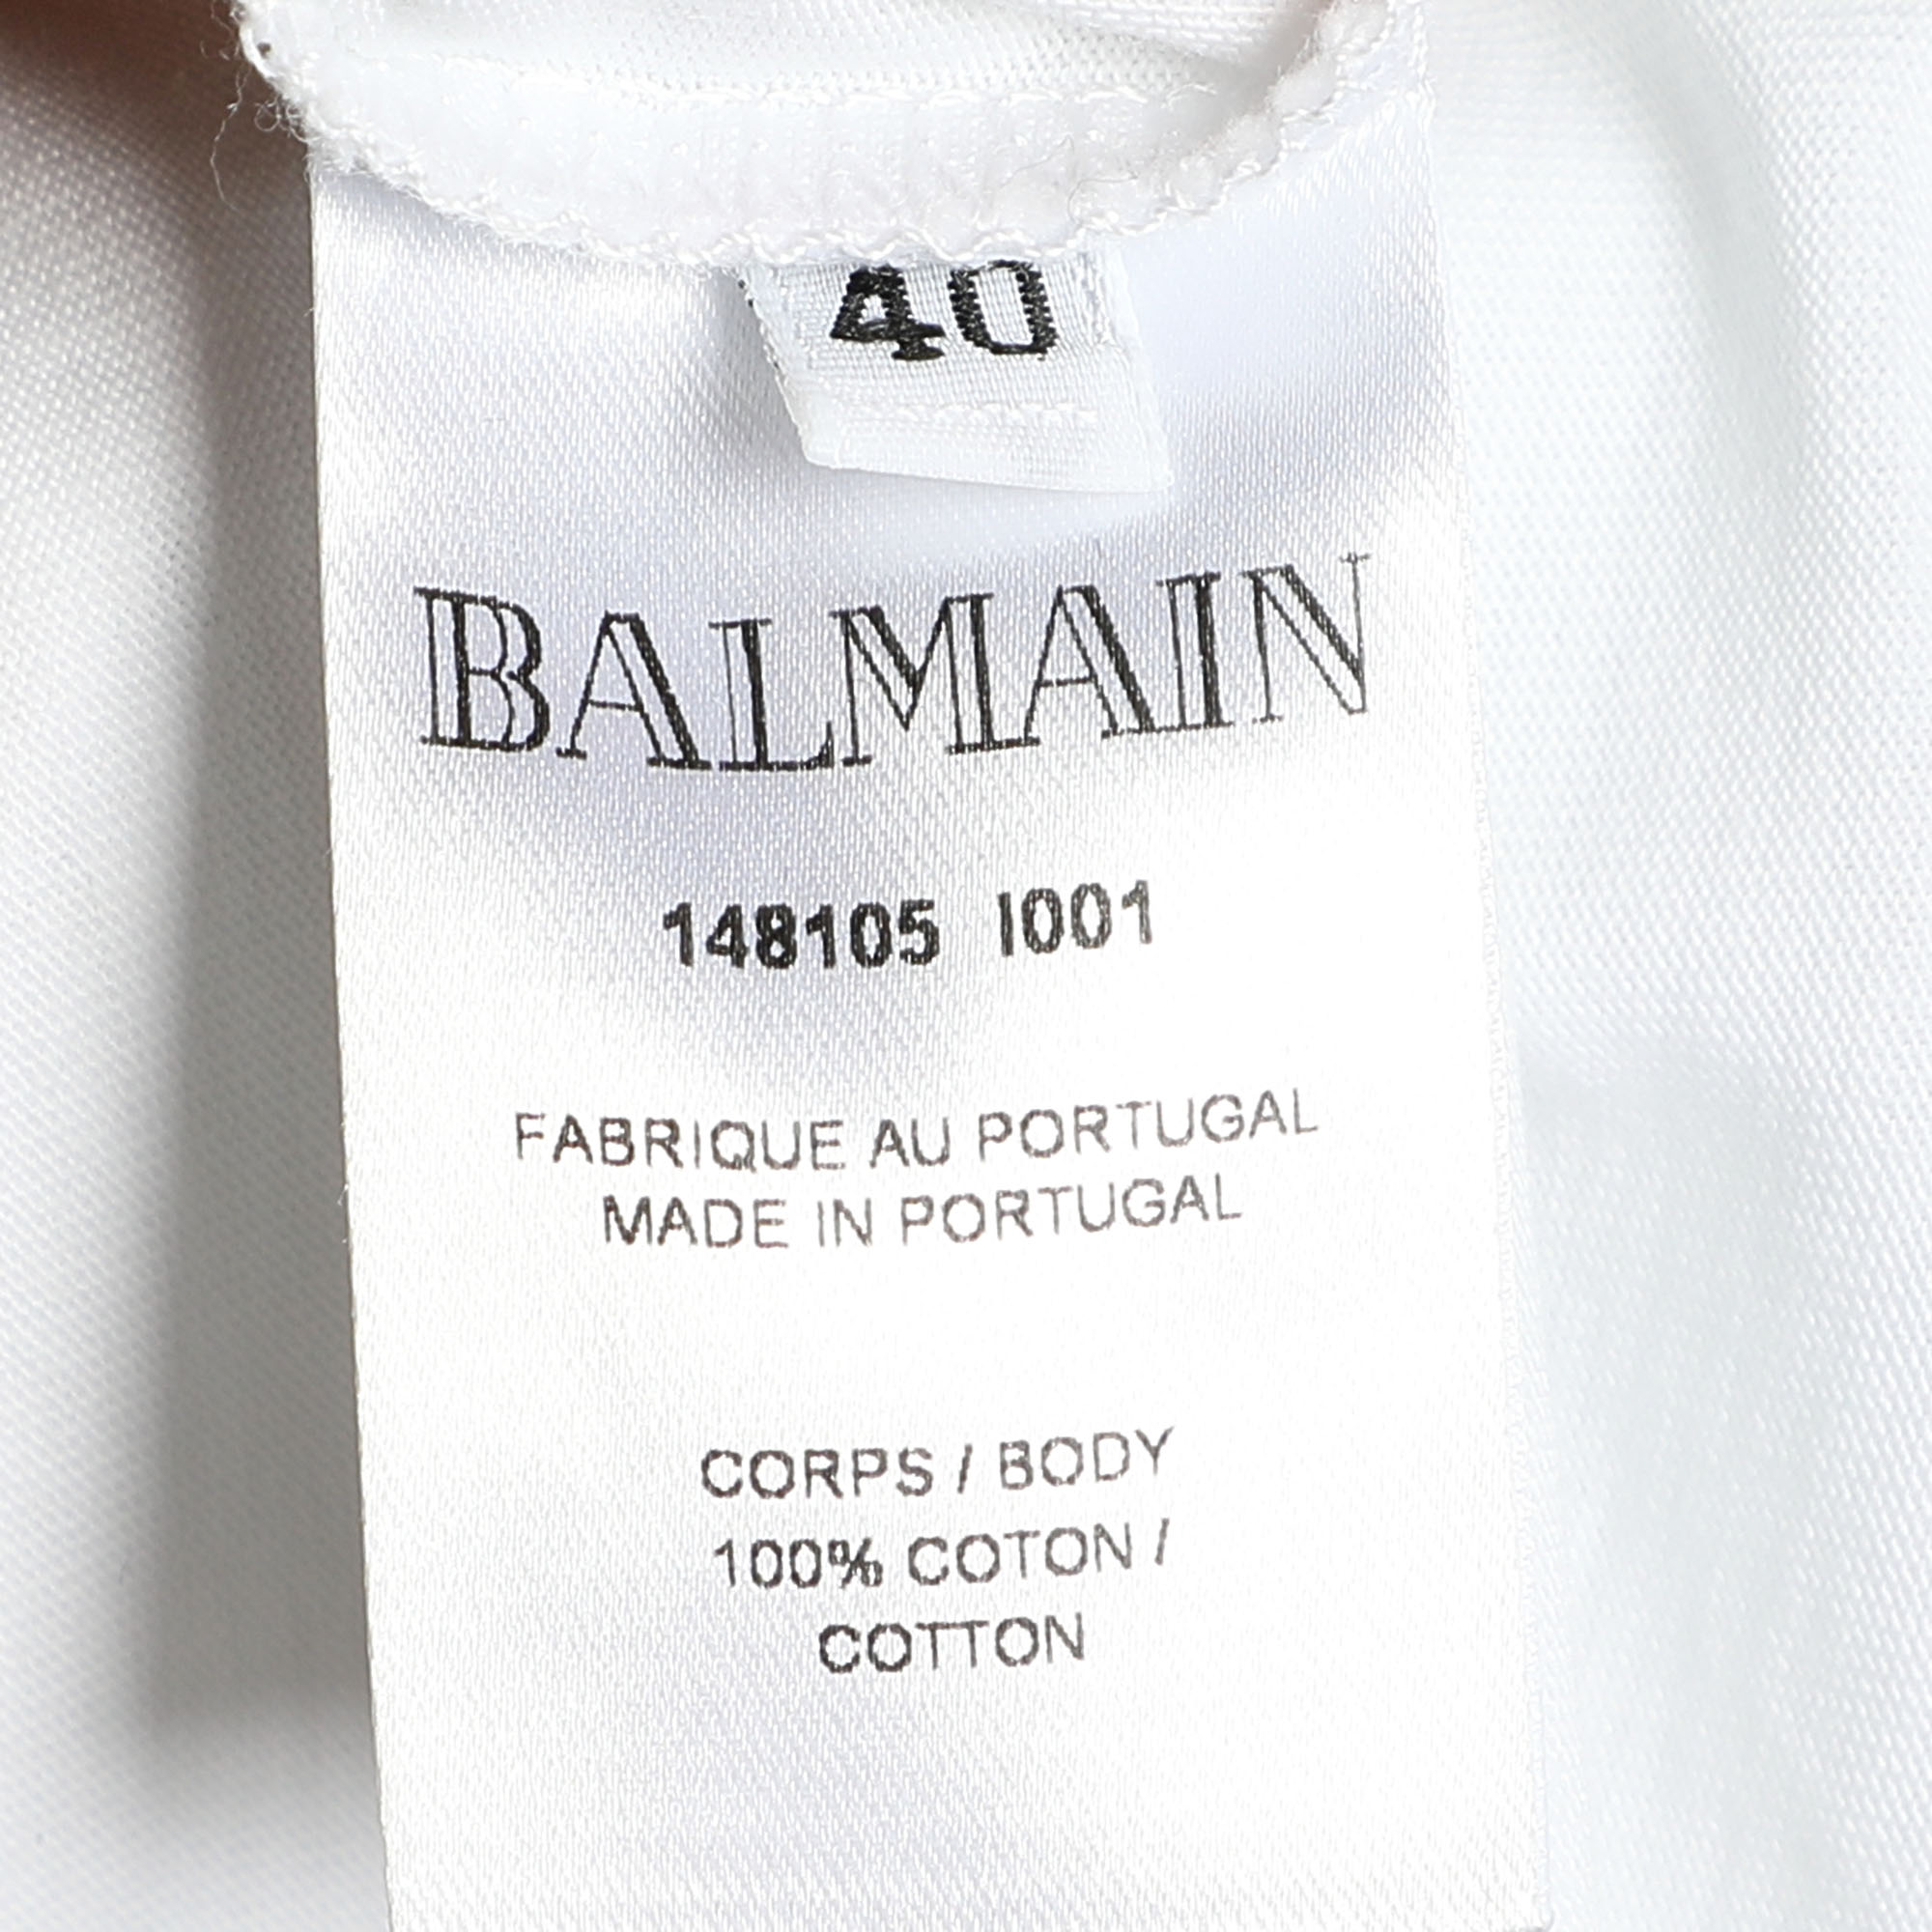 40
BALMAIN
148105 I001
FABRIQUE AU PORTUGAL
MADE IN PORTUGAL
CORPS / BODY
100% COTON /
COTTON